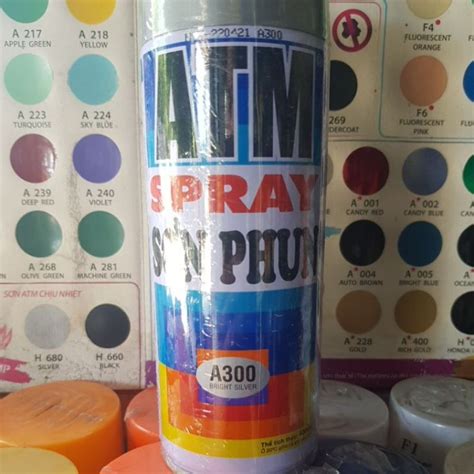 A 217
APPLE GREEN
A 218
YELLOW
A 223
TURQUOISE
A 224
SKY BLUE
A 239
DEEP RED
A 240
VIOLET
A 268
OLIVE GREEN
A 281
MACHINE GREEN
SƠN ATM CHỊU NHIỆT
H 680
SILVER
H 660
BLACK
220421 A300
ATM
SPRAY
SƠN PHUN
A300
BRIGHT SILVER
F4
FLUORESCENT
ORANGE
269
F6
FLUORESCENT
PINK
A 001
CANDY RED
A 002
CANDY BLUE
A 004
AUTO BROWN
A 005
BRIGHT BLUE
A 228
GOLD
A 400
RICH-GOLD
F1